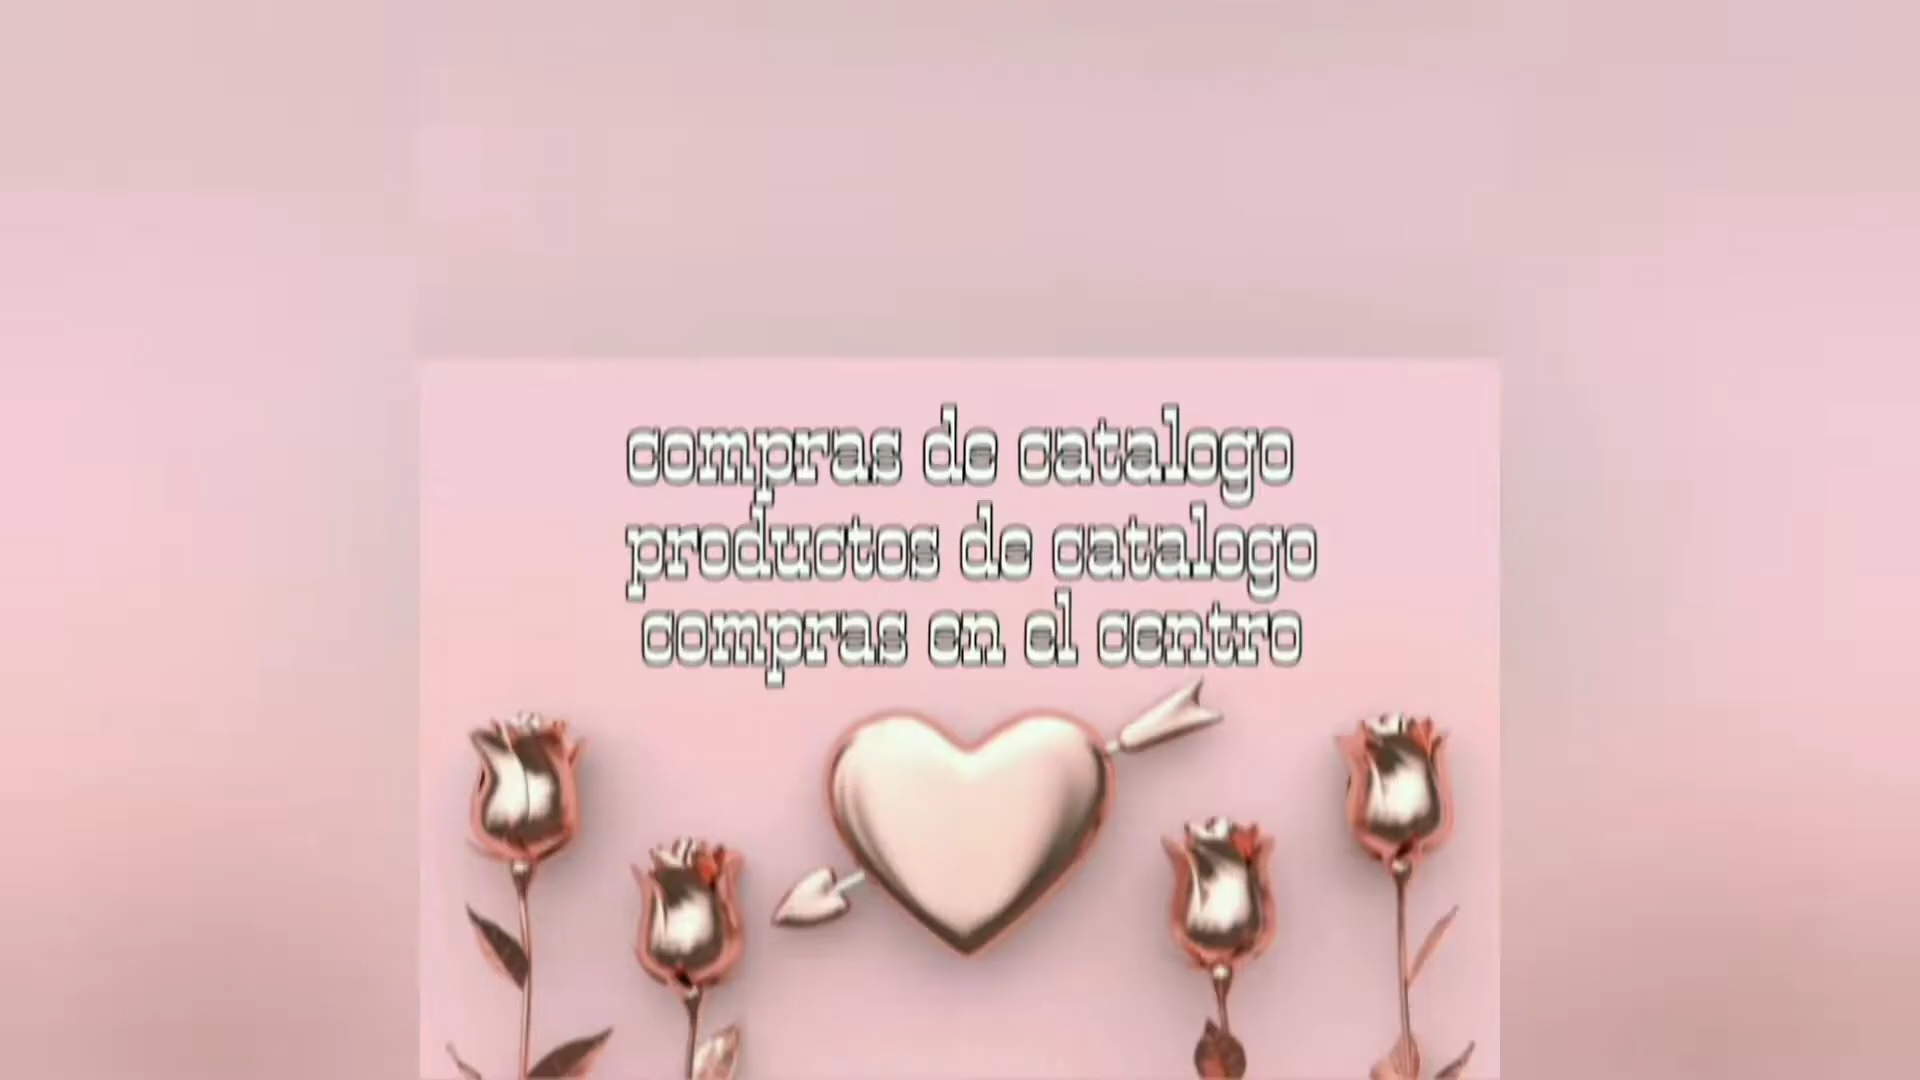 compras de catalogo
productos de catalogo
compras en el centro